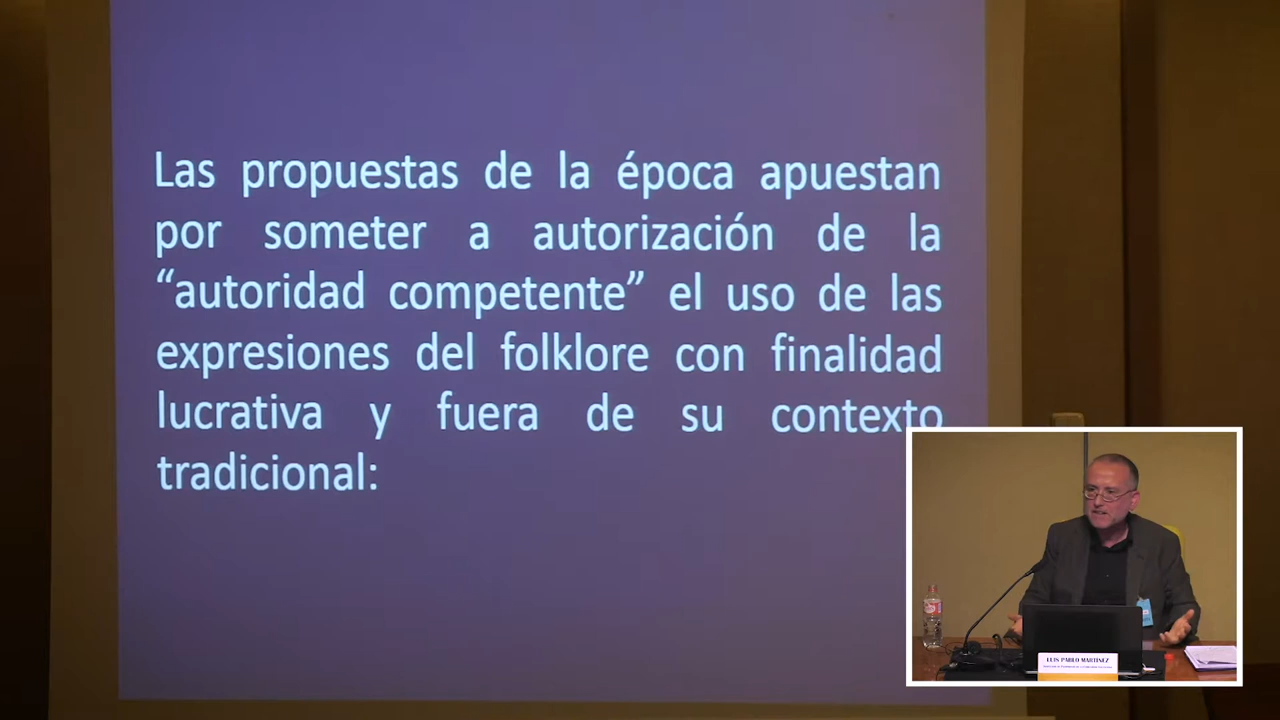 Las propuestas de la época apuestan
por someter a autorización de la
“autoridad competente” el uso de las
expresiones del folklore con finalidad
lucrativa y fuera de su contexto
tradicional:
LUIS PABLO MARTÍNEZ